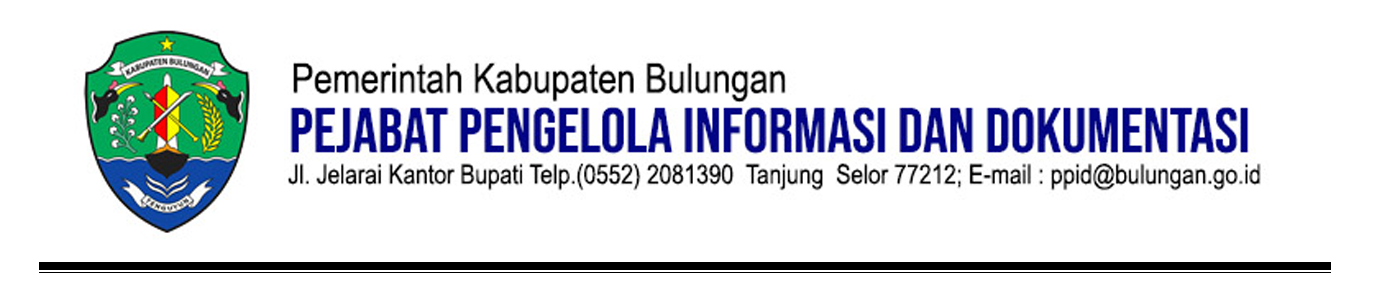 KABUPATEN BULUNGAN
TENGUYUN
Pemerintah Kabupaten Bulungan
PEJABAT PENGELOLA INFORMASI DAN DOKUMENTASI
Jl. Jelarai Kantor Bupati Telp.(0552) 2081390 Tanjung Selor 77212; E-mail : ppid@bulungan.go.id